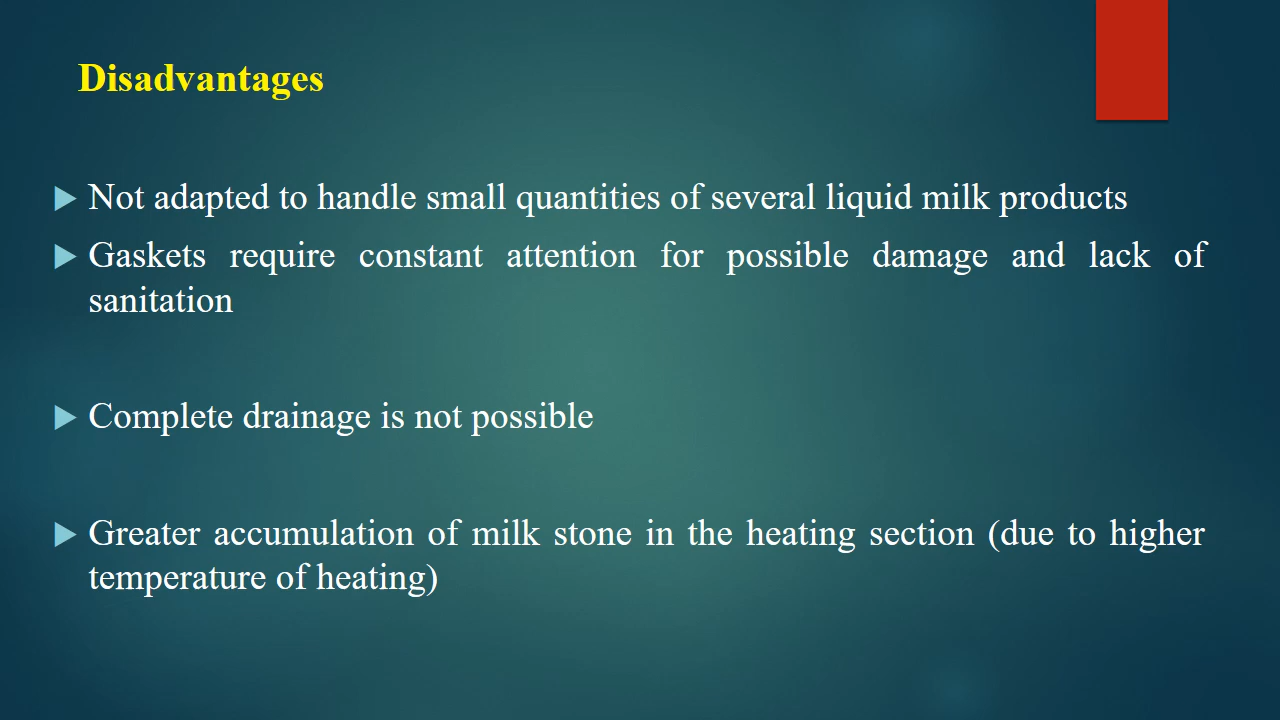 Disadvantages
Not adapted to handle small quantities of several liquid milk products
Gaskets require constant attention for possible damage and lack of
sanitation
Complete drainage is not possible
Greater accumulation of milk stone in the heating section (due to higher
temperature of heating)